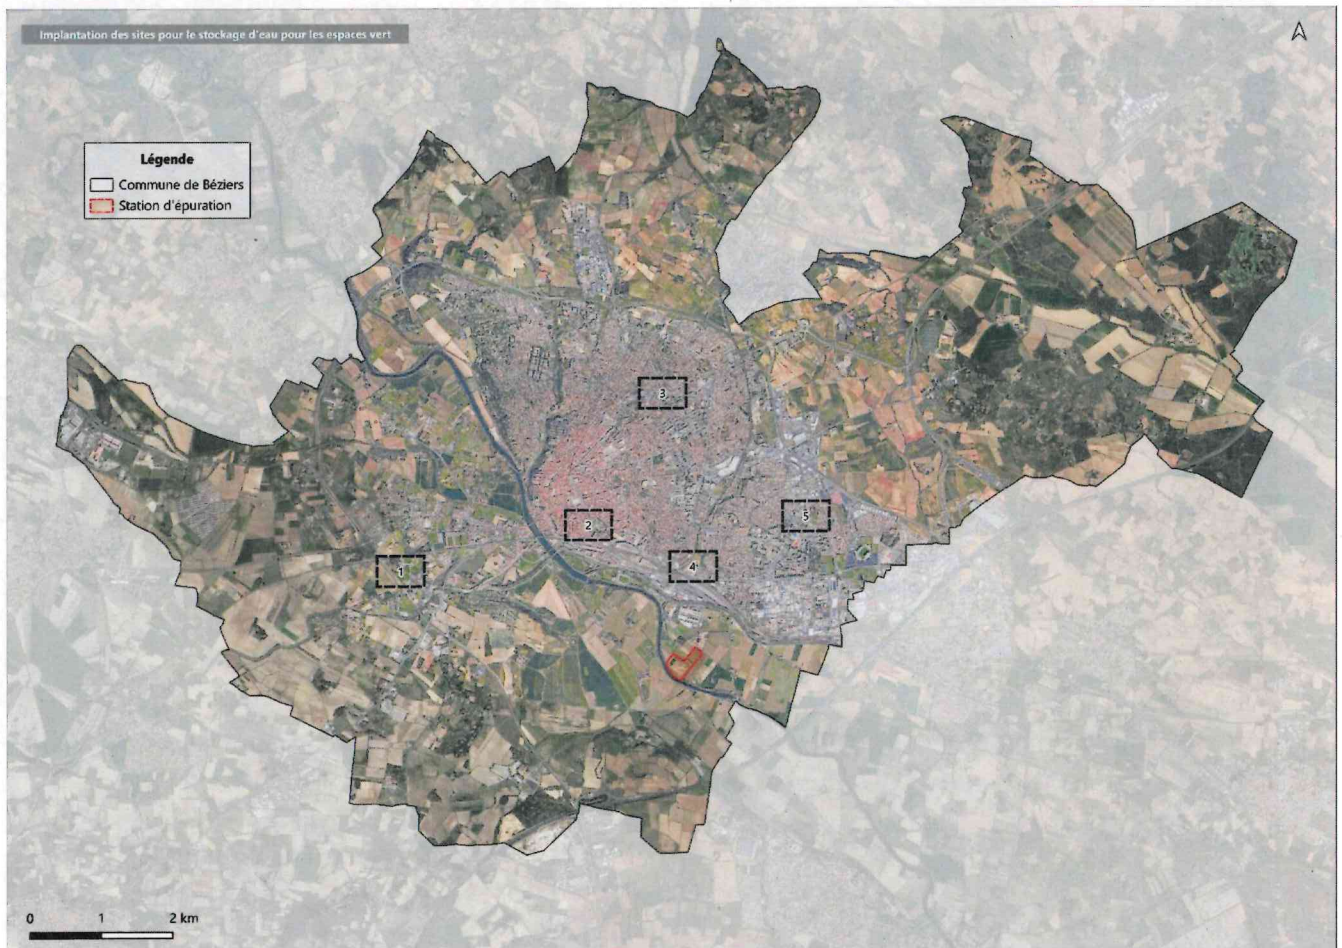 Implantation des sites pour le stockage d'eau pour les espaces vert
Légende
Commune de Béziers
Station d'épuration
3
5
2
4
1
0 1 2 km